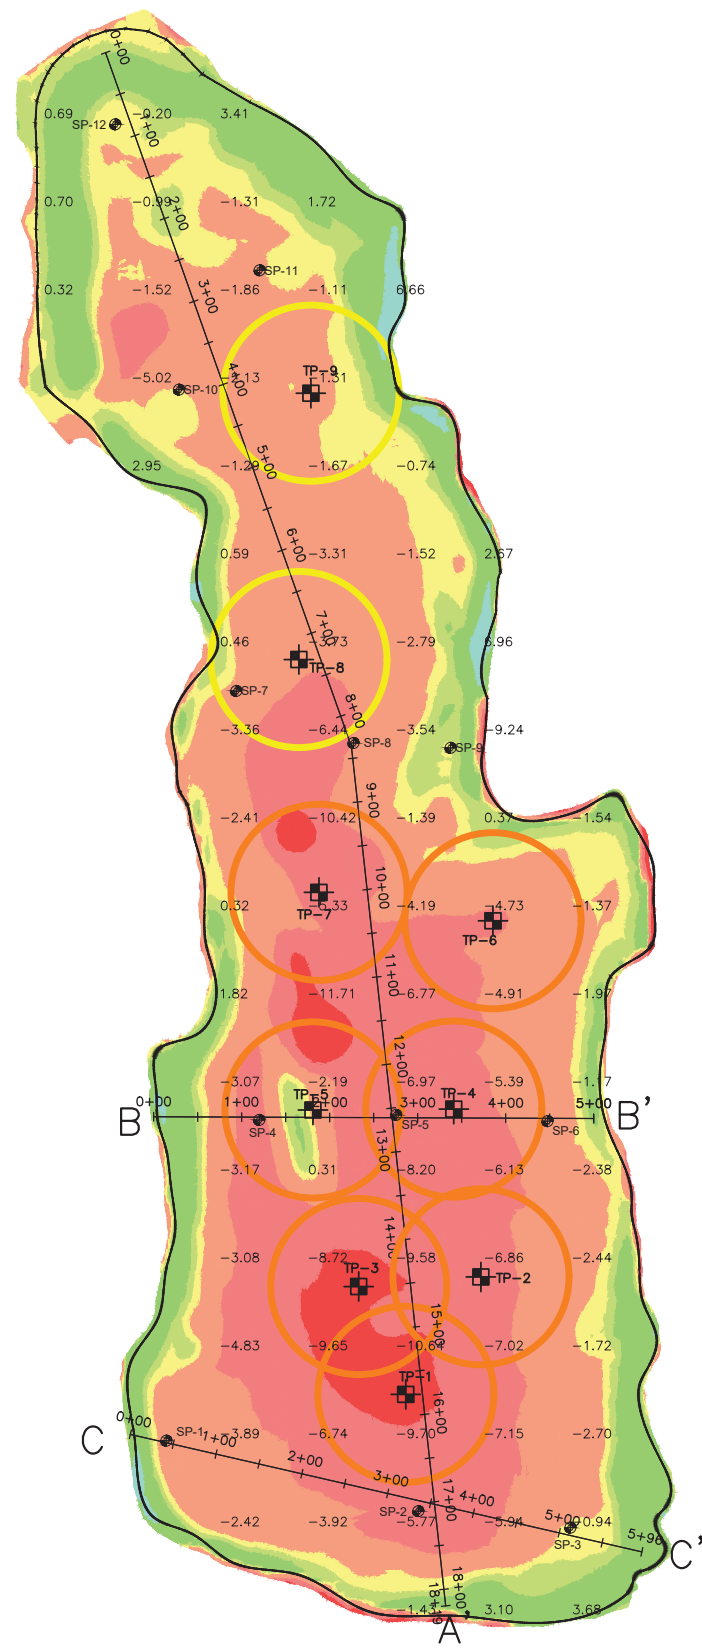 0+00
0.69 -0.20 3.41
SP-12 1+00
0.70 -0.99 -1.31 1.72
2+00
SP-11
0.32 -1.52 -1.86 -1.11 6.66
3+00
TP-9
-5.02 -1.31
4+00
SP-10
2.95 -1.29 -1.67 -0.74
5+00
0.59 -3.31 -1.52 2.67
6+00
0.46 -3.73 -2.79 6.96
7+00
TP-8
SP-7
8+00
-3.36 -6.44 -3.54 -9.24
SP-8 SP-9
9+00
-2.41 -10.42 -1.39 0.37 -1.54
10+00
0.32 -4.19 -4.73 -1.37
TP-7
TP-6
11+00
1.82 -11.71 -6.77 -4.91 -1.97
12+00
-3.07 -2.19 -6.97 -5.39 -1.17
TP-5 TP-4
0+00 1+00 2+00 3+00 4+00 5+00
B B'
SP-4 SP-5 SP-6
13+00
-3.17 0.31 -8.20 -6.13 -2.38
14+00
-3.08 -8.72 -9.58 -6.86 -2.44
TP-3
TP-2
15+00
-4.83 -9.65 -10.64 -7.02 -1.72
TP-1
16+00
0+00
C SP-1 1+00 -3.89 -6.74 -9.70 -7.15 -2.70
2+00
3+00
17+00
4+00
SP-2
-2.42 -3.92 -5.77 -5.94 5+00 0.94
SP-3 5+96
C'
18+00
18+19
-1.43 3.10 3.68
A'